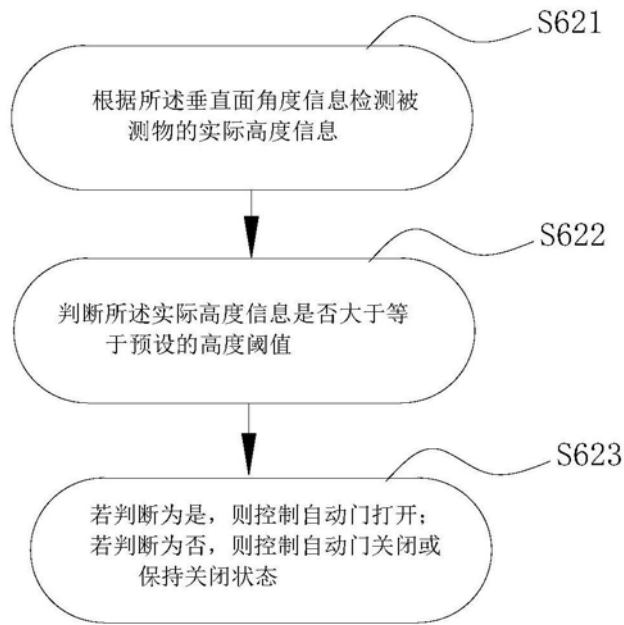 S621
根据所述垂直面角度信息检测被
测物的实际高度信息
S622
判断所述实际高度信息是否大于等
于预设的高度阈值
S623
若判断为是，则控制自动门打开；
若判断为否，则控制自动门关闭或
保持关闭状态